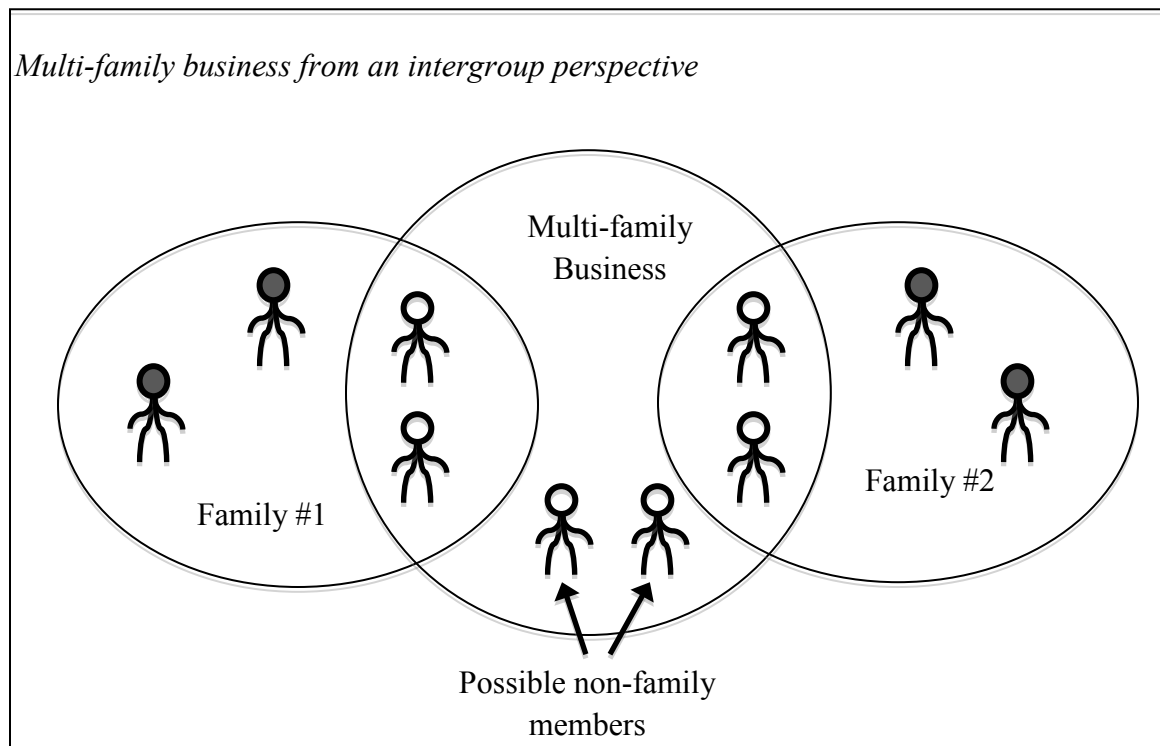 Multi-family business from an intergroup perspective
Multi-family
Business
Family #1
Family #2
Possible non-family
members